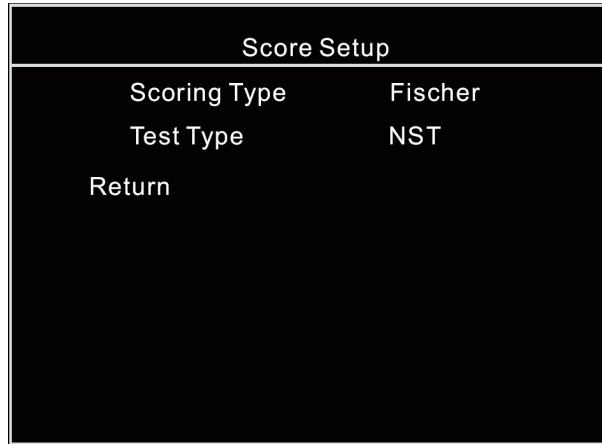 Score Setup
Scoring Type Fischer
Test Type NST
Return